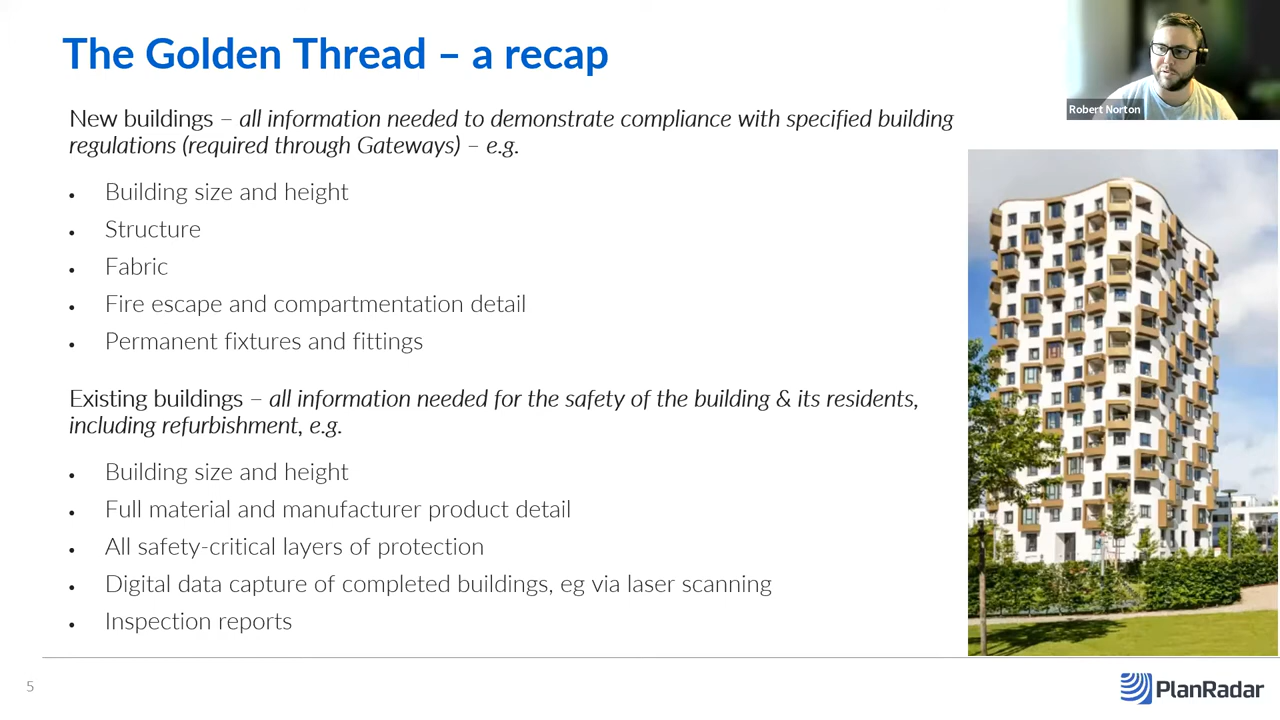 The Golden Thread – a recap
Robert Norton
New buildings – all information needed to demonstrate compliance with specified building
regulations (required through Gateways) – e.g.
• Building size and height
• Structure
• Fabric
• Fire escape and compartmentation detail
• Permanent fixtures and fittings
Existing buildings – all information needed for the safety of the building & its residents,
including refurbishment, e.g.
• Building size and height
• Full material and manufacturer product detail
• All safety-critical layers of protection
• Digital data capture of completed buildings, eg via laser scanning
• Inspection reports
5
PlanRadar